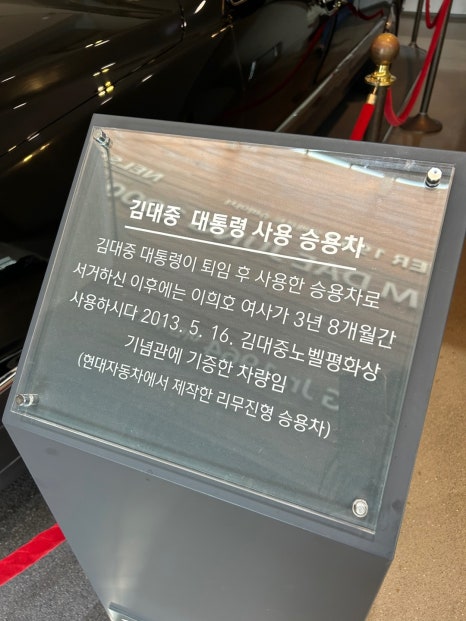 김대중 대통령 사용 승용차
김대중 대통령이 퇴임 후 사용한 승용차로
서거하신 이후에는 이희호 여사가 3년 8개월간
사용하시다 2013. 5. 16. 김대중노벨평화상
기념관에 기증한 차량임
(현대자동차에서 제작한 리무진형 승용차)